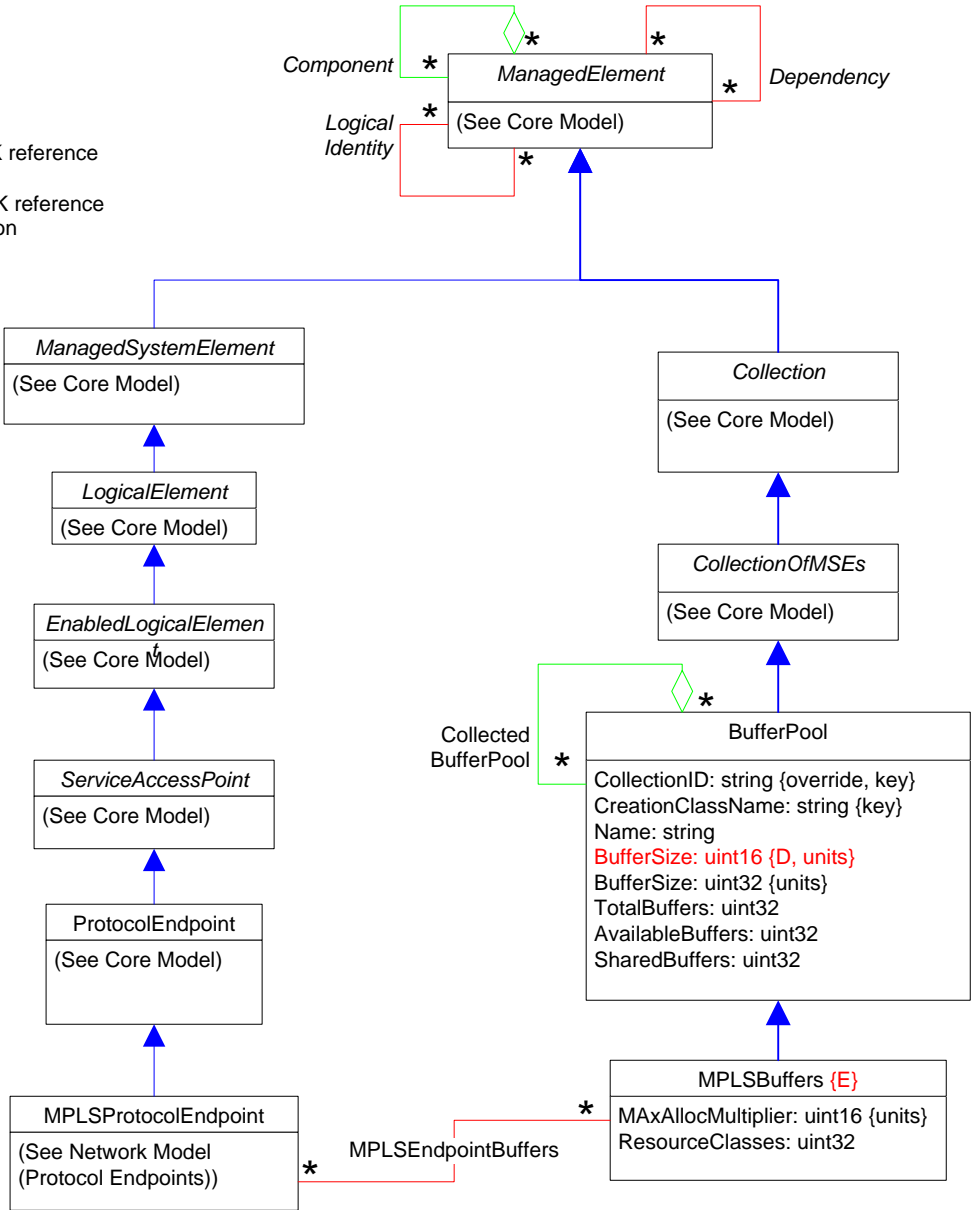 Component
*
*
ManagedElement
(See Core Model)
*
*
Dependency
Logical
Identity
*
*
K reference
K reference
on
ManagedSystemElement
(See Core Model)
LogicalElement
(See Core Model)
EnabledLogicalElemen
t
(See Core Model)
ServiceAccessPoint
(See Core Model)
ProtocolEndpoint
(See Core Model)
MPLSProtocolEndpoint
(See Network Model
(Protocol Endpoints))
*
MPLSEndpointBuffers
*
Collection
(See Core Model)
CollectionOfMSEs
(See Core Model)
Collected
BufferPool
*
*
BufferPool
CollectionID: string {override, key}
CreationClassName: string {key}
Name: string
BufferSize: uint16 {D, units}
BufferSize: uint32 {units}
TotalBuffers: uint32
AvailableBuffers: uint32
SharedBuffers: uint32
MPLSBuffers {E}
MAxAllocMultiplier: uint16 {units}
ResourceClasses: uint32